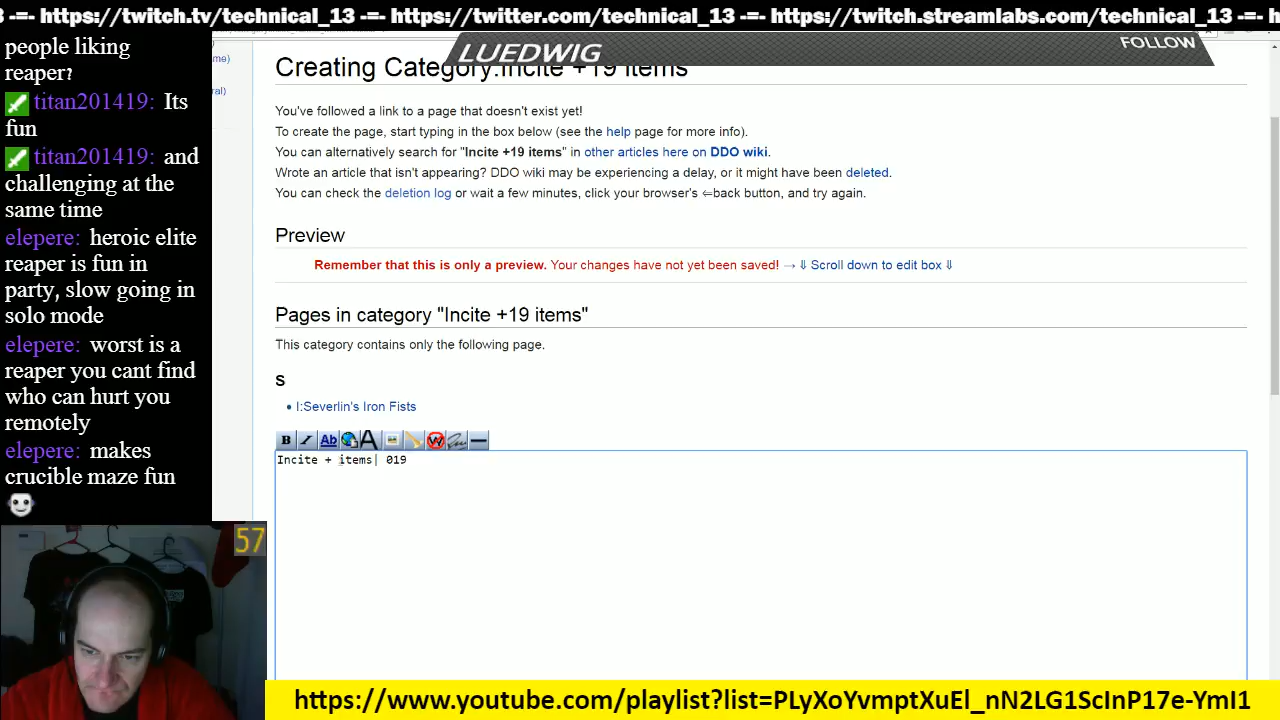 3 -=- https://twitch.tv/technical_13 -=- https://twitter.com/technical_13 -=- https://twitch.streamlabs.com/technical_13 -=- h
people liking
reaper?
titan201419: Its
fun
titan201419: and
challenging at the
same time
elepere: heroic elite
reaper is fun in
party, slow going in
solo mode
elepere: worst is a
reaper you cant find
who can hurt you
remotely
elepere: makes
crucible maze fun
57
LUEDWIG
FOLLOW
Creating Category:Incite +19 items
You've followed a link to a page that doesn't exist yet!
To create the page, start typing in the box below (see the help page for more info).
You can alternatively search for "Incite +19 items" in other articles here on DDO wiki.
Wrote an article that isn't appearing? DDO wiki may be experiencing a delay, or it might have been deleted.
You can check the deletion log or wait a few minutes, click your browser's ⇐back button, and try again.
Preview
Remember that this is only a preview. Your changes have not yet been saved! → ⇓ Scroll down to edit box ⇓
Pages in category "Incite +19 items"
This category contains only the following page.
S
• I:Severlin's Iron Fists
B I Ab A W
Incite + items| 019
https://www.youtube.com/playlist?list=PLyXoYvmptXuEl_nN2LG1ScInP17e-YmI1